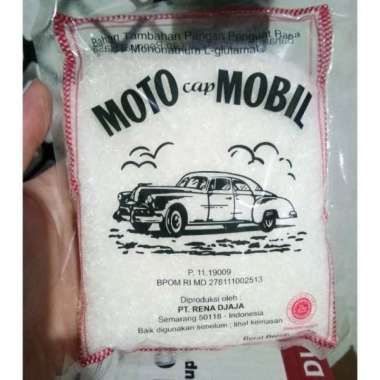 Bahan Tambahan Pangan Penguat Rasa
Mononatrium L-glutamat
MOTO cap MOBIL
P. 11.19009
BPOM RI MD 278111002513
Diproduksi oleh :
PT. RENA DJAJA
Semarang 50118 - Indonesia
Baik digunakan sebelum : lihat kemasan